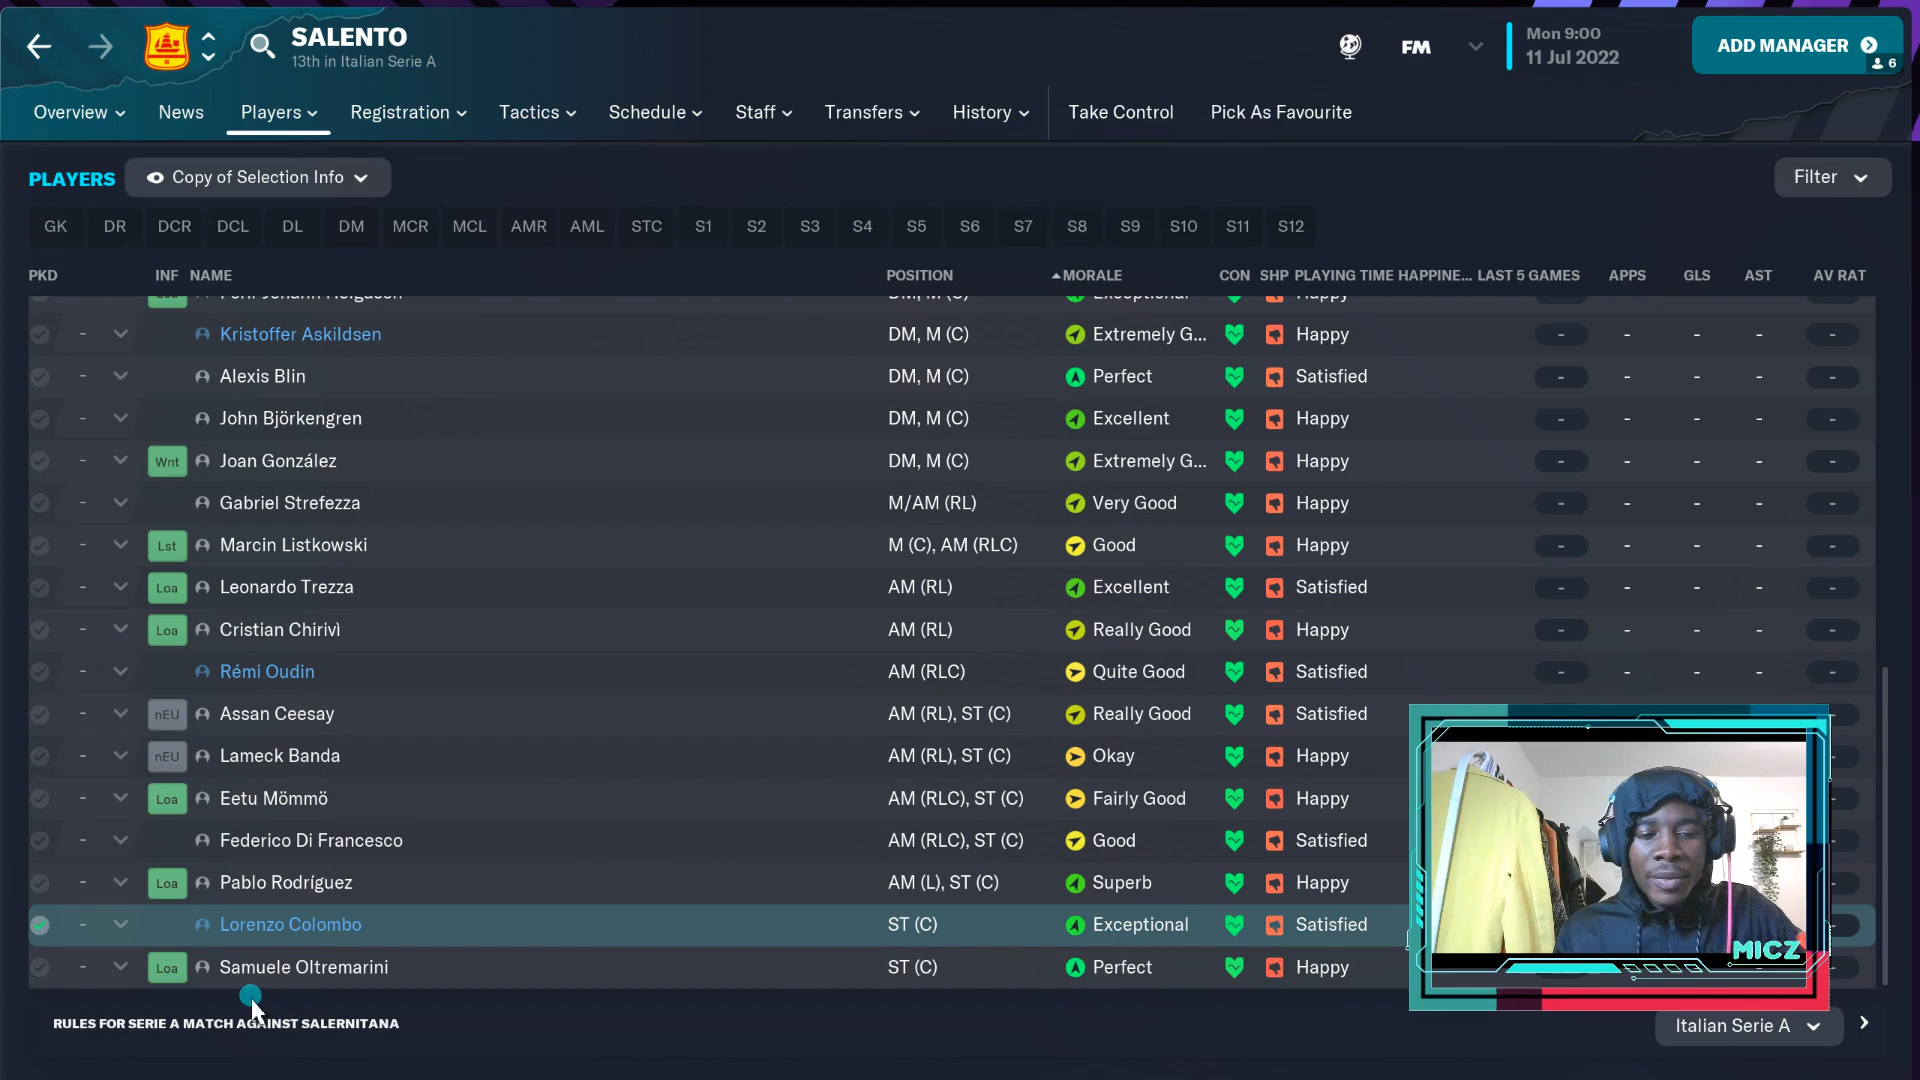 SALENTO
13th in Italian Serie A
FM
Mon 9:00
11 Jul 2022
ADD MANAGER
6
Overview News Players Registration Tactics Schedule Staff Transfers History Take Control Pick As Favourite
PLAYERS Copy of Selection Info Filter
GK DR DCR DCL DL DM MCR MCL AMR AML STC S1 S2 S3 S4 S5 S6 S7 S8 S9 S10 S11 S12
PKD INF NAME POSITION MORALE CON SHP PLAYING TIME HAPPINE... LAST 5 GAMES APPS GLS AST AV RAT
DM, M (C) Exceptional Happy
- Kristoffer Askildsen DM, M (C) Extremely G... Happy - - - - -
- Alexis Blin DM, M (C) Perfect Satisfied - - - - -
- John Björkengren DM, M (C) Excellent Happy - - - - -
- Wnt Joan González DM, M (C) Extremely G... Happy - - - - -
- Gabriel Strefezza M/AM (RL) Very Good Happy - - - - -
- Lst Marcin Listkowski M (C), AM (RLC) Good Happy - - - - -
- Loa Leonardo Trezza AM (RL) Excellent Satisfied - - - - -
- Loa Cristian Chirivì AM (RL) Really Good Happy - - - - -
- Rémi Oudin AM (RLC) Quite Good Satisfied - - - - -
- nEU Assan Ceesay AM (RL), ST (C) Really Good Satisfied
- nEU Lameck Banda AM (RL), ST (C) Okay Happy
- Loa Eetu Mömmö AM (RLC), ST (C) Fairly Good Happy
- Federico Di Francesco AM (RLC), ST (C) Good Satisfied
- Loa Pablo Rodríguez AM (L), ST (C) Superb Happy
- Lorenzo Colombo ST (C) Exceptional Satisfied
- Loa Samuele Oltremarini ST (C) Perfect Happy
MICZ
RULES FOR SERIE A MATCH AGAINST SALERNITANA
Italian Serie A